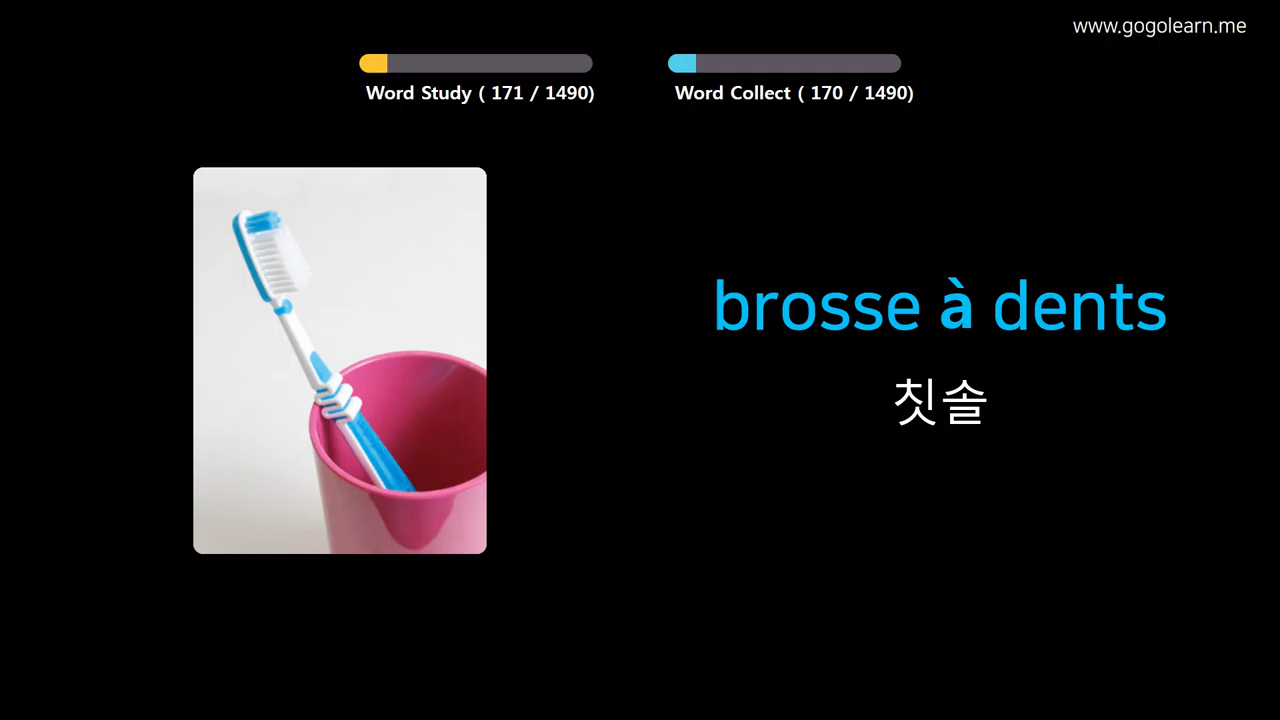 www.gogolearn.me
Word Study ( 171 / 1490)
Word Collect ( 170 / 1490)
brosse à dents
칫솔